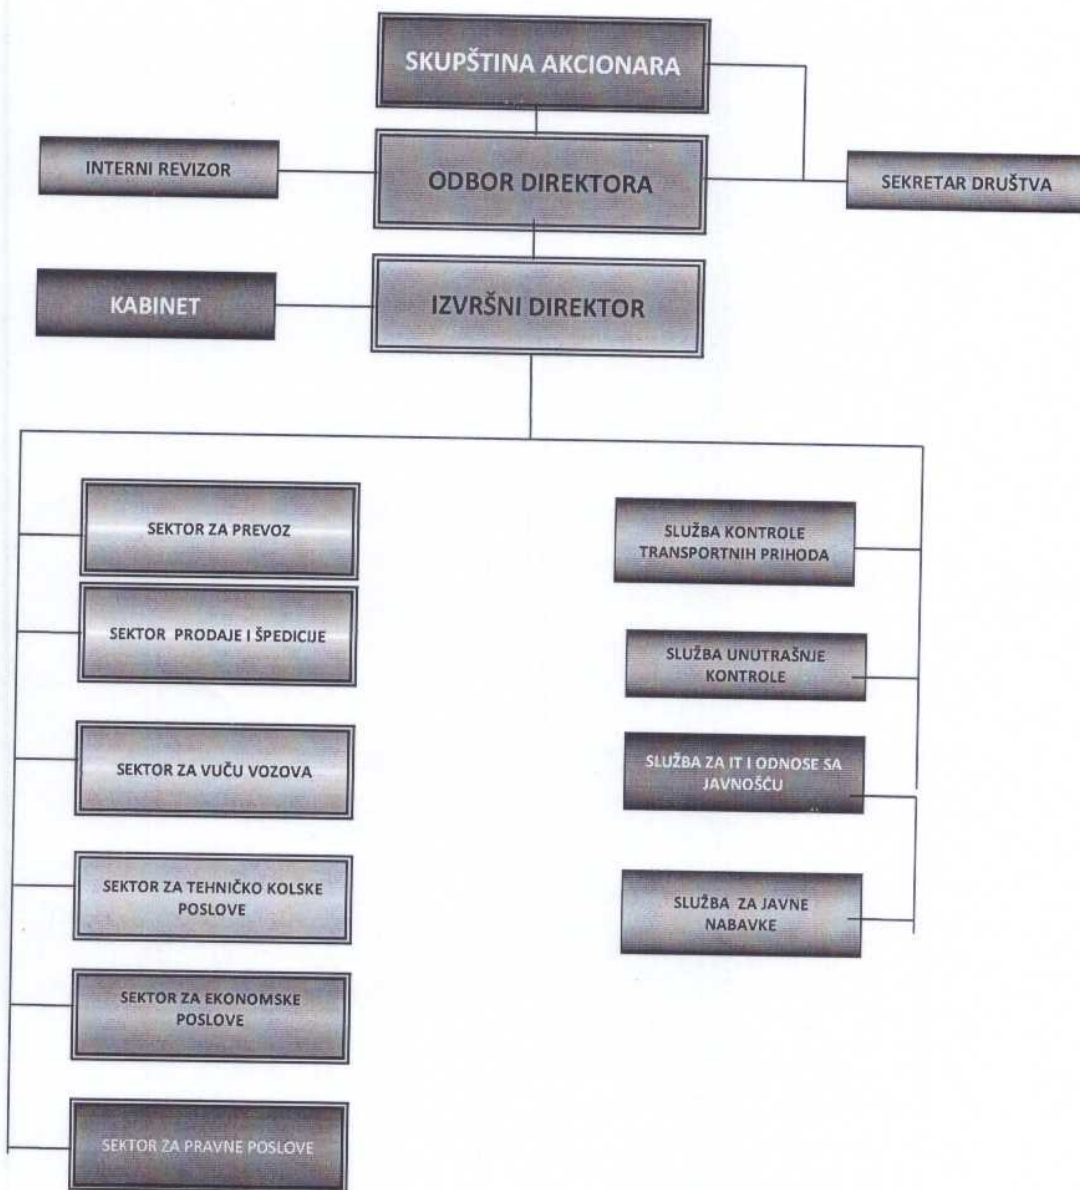 SKUPŠTINA AKCIONARA
INTERNI REVIZOR
ODBOR DIREKTORA
SEKRETAR DRUŠTVA
KABINET
IZVRŠNI DIREKTOR
SEKTOR ZA PREVOZ
SEKTOR PRODAJE I ŠPEDICIJE
SEKTOR ZA VUČU VOZOVA
SEKTOR ZA TEHNIČKO KOLSKE
POSLOVE
SEKTOR ZA EKONOMSKE
POSLOVE
SEKTOR ZA PRAVNE POSLOVE
SLUŽBA KONTROLE
TRANSPORTNIH PRIHODA
SLUŽBA UNUTRAŠNJE
KONTROLE
SLUŽBA ZA IT I ODNOSE SA
JAVNOŠĆU
SLUŽBA ZA JAVNE
NABAVKE